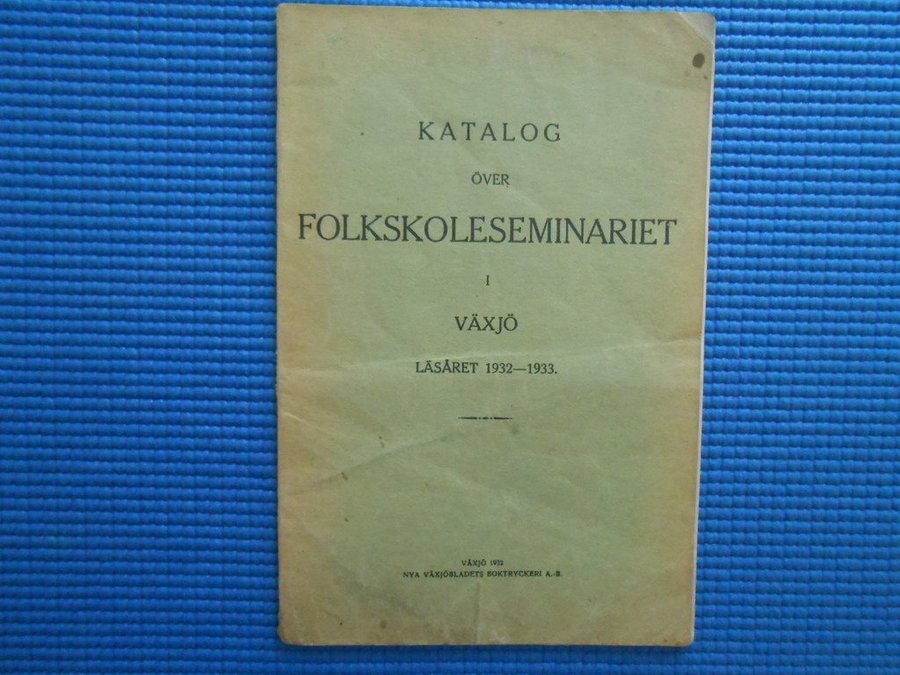 KATALOG
ÖVER
FOLKSKOLESEMINARIET
I
VÄXJÖ
LÄSÅRET 1932—1933.
VÄXJÖ 1932
NYA VÄXJÖBLADETS BOKTRYCKERI A.-B.